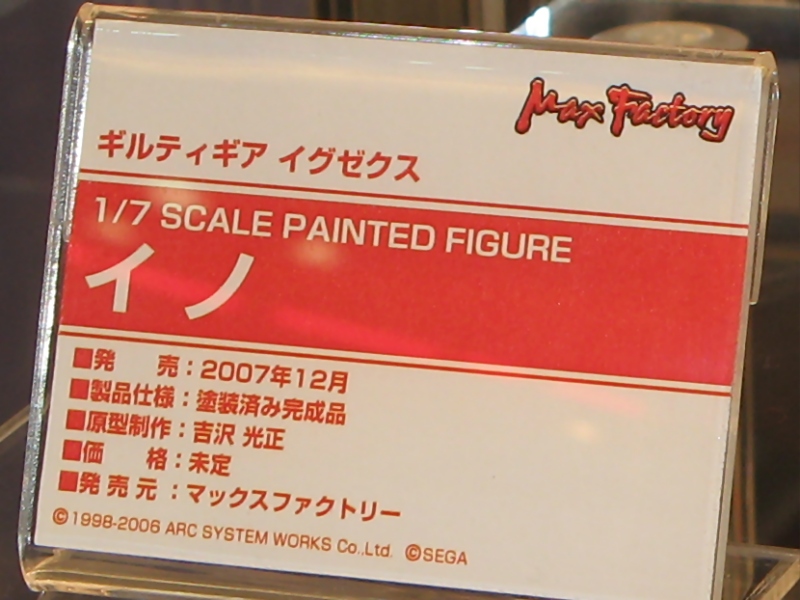 Max Factory
ギルティギア イグゼクス
1/7 SCALE PAINTED FIGURE
イノ
■発　売：2007年12月
■製品仕様：塗装済み完成品
■原型制作：吉沢 光正
■価　格：未定
■発売元：マックスファクトリー
©1998-2006 ARC SYSTEM WORKS Co.,Ltd. ©SEGA